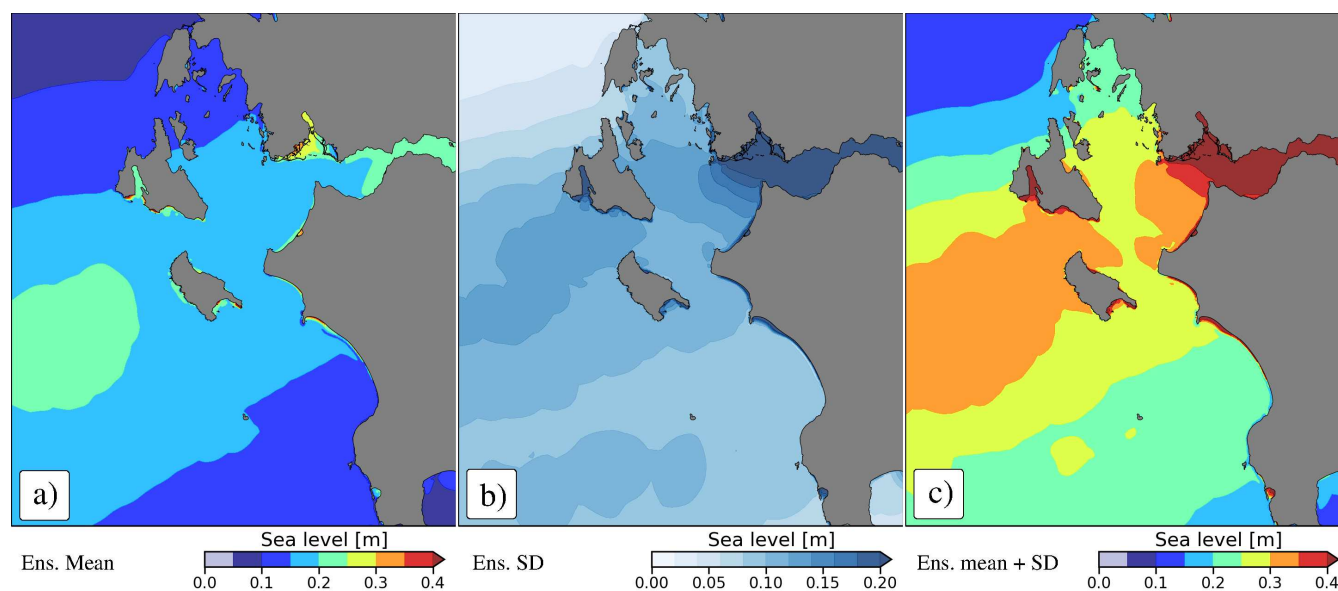 a)
b)
c)
Ens. Mean
Sea level [m]
0.0 0.1 0.2 0.3 0.4
Ens. SD
Sea level [m]
0.00 0.05 0.10 0.15 0.20
Ens. mean + SD
Sea level [m]
0.0 0.1 0.2 0.3 0.4